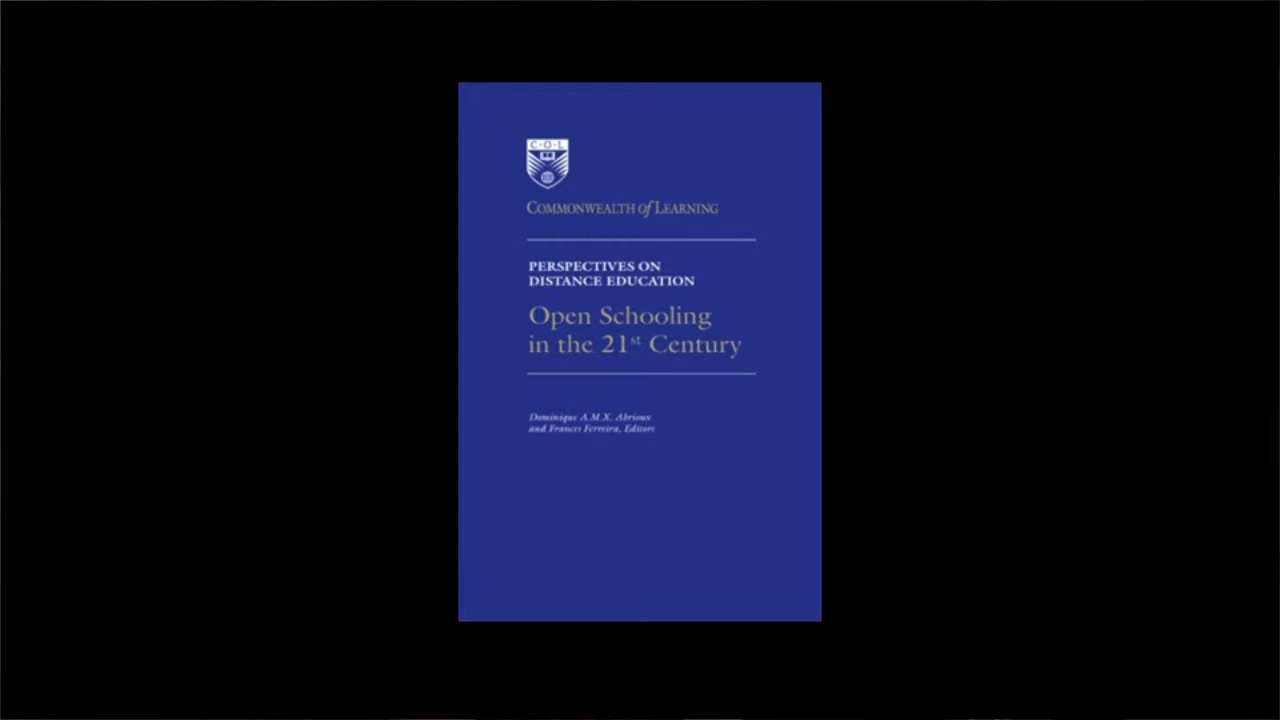 C·O·L
COMMONWEALTH of LEARNING
PERSPECTIVES ON
DISTANCE EDUCATION
Open Schooling
in the 21st Century
Dominique A.M.X. Abrioux
and Frances Ferreira, Editors